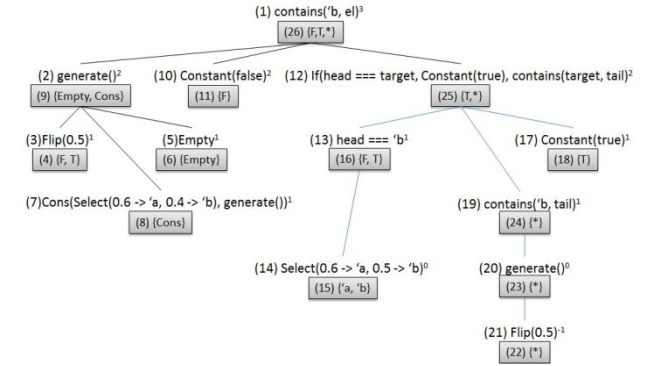 (1) contains(‘b, el)³
(26) {F,T,*}
(2) generate()²
(10) Constant(false)²
(12) If(head === target, Constant(true), contains(target, tail)²
(9) {Empty, Cons}
(11) {F}
(25) {T,*}
(3)Flip(0.5)¹
(5)Empty¹
(13) head === ‘b¹
(17) Constant(true)¹
(4) {F, T}
(6) {Empty}
(16) {F, T}
(18) {T}
(7)Cons(Select(0.6 -> ‘a, 0.4 -> ‘b), generate())¹
(19) contains(‘b, tail)¹
(8) {Cons}
(24) {*}
(14) Select(0.6 -> ‘a, 0.5 -> ‘b)⁰
(20) generate()⁰
(15) {‘a, ‘b}
(23) {*}
(21) Flip(0.5)⁻¹
(22) {*}